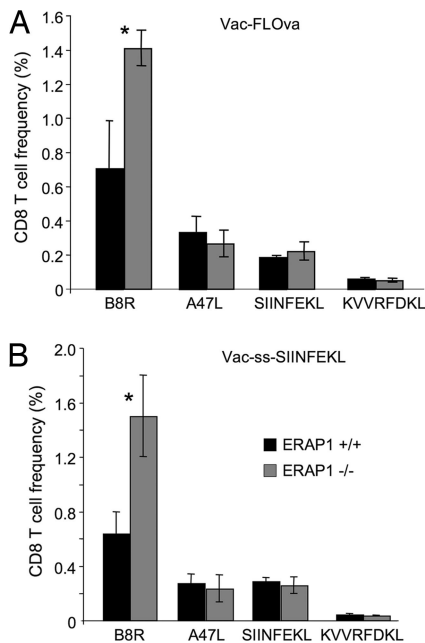 A
Vac-FLOva
CD8 T cell frequency (%)
1.6
1.4
1.2
0.8
0.6
0.4
0.2
0
*
B8R
A47L
SIINFEKL
KVVRFDKL
B
Vac-ss-SIINFEKL
CD8 T cell frequency (%)
2.0
1.6
1.2
0.8
0.4
0
*
ERAP1 +/+
ERAP1 -/-
B8R
A47L
SIINFEKL
KVVRFDKL